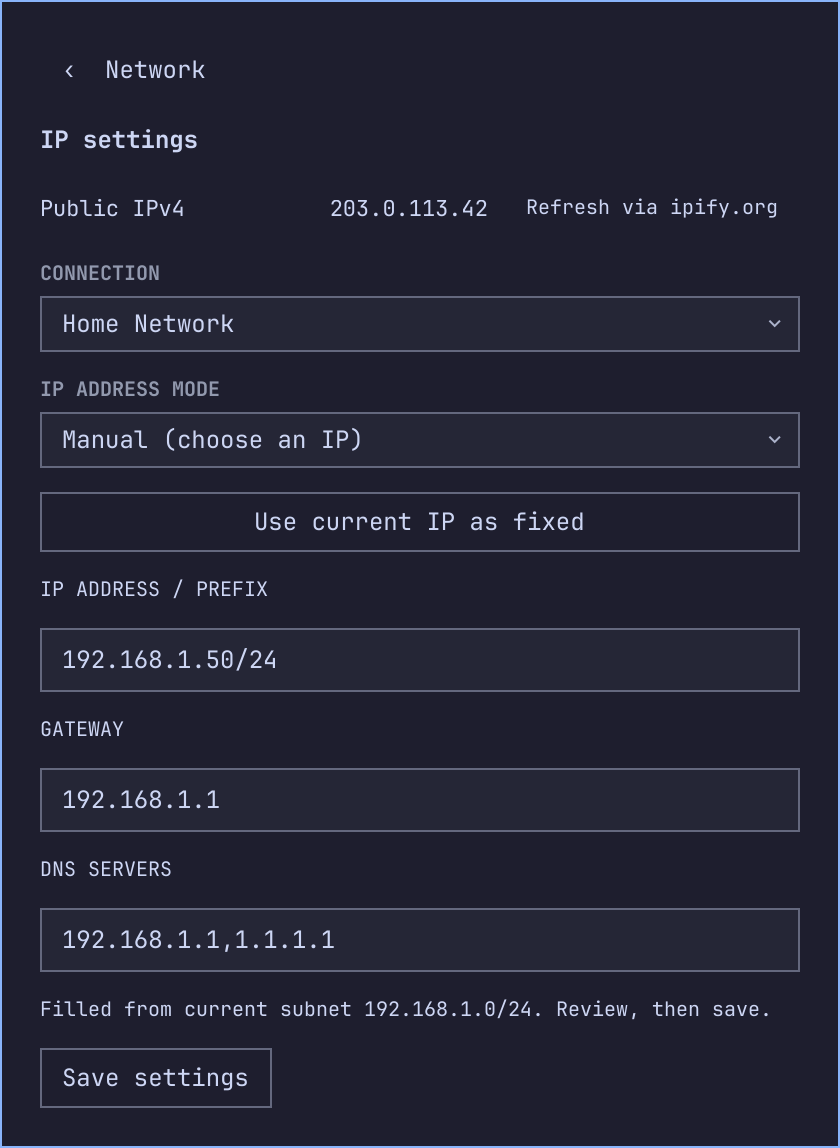 ‹ Network
IP settings
Public IPv4 203.0.113.42 Refresh via ipify.org
CONNECTION
Home Network
IP ADDRESS MODE
Manual (choose an IP)
Use current IP as fixed
IP ADDRESS / PREFIX
192.168.1.50/24
GATEWAY
192.168.1.1
DNS SERVERS
192.168.1.1,1.1.1.1
Filled from current subnet 192.168.1.0/24. Review, then save.
Save settings